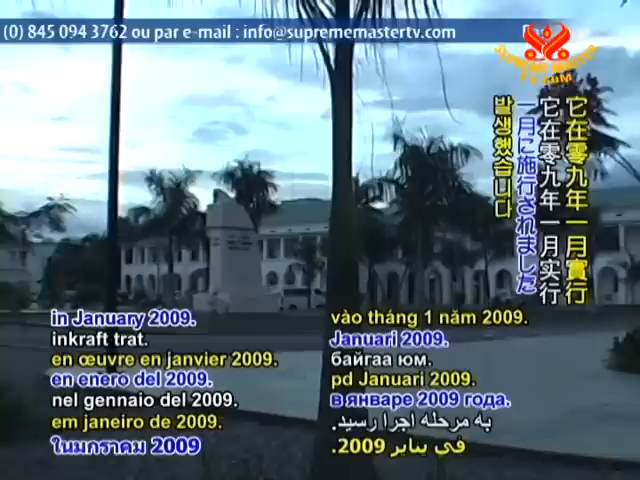 (0) 845 094 3762 ou par e-mail : info@suprememastertv.com
Par
SUPREME MASTER
TV.COM
它在零九年一月實行
它在零九年一月实行
一月に施行されました
발생했습니다
in January 2009.
inkraft trat.
en œuvre en janvier 2009.
en enero del 2009.
nel gennaio del 2009.
em janeiro de 2009.
ในมกราคม 2009
vào tháng 1 năm 2009.
Januari 2009.
байгаа юм.
pd Januari 2009.
в январе 2009 года.
به مرحله اجرا رسید.
في يناير 2009.